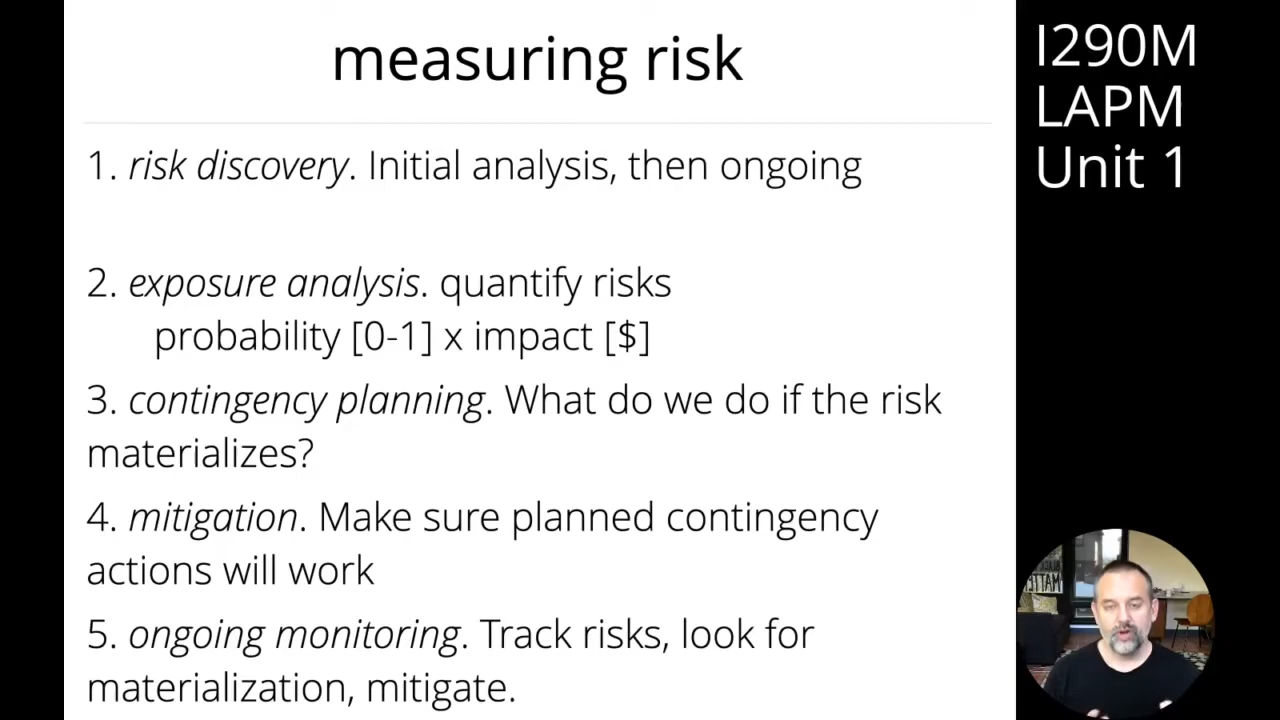 measuring risk
1. risk discovery. Initial analysis, then ongoing
2. exposure analysis. quantify risks
probability [0-1] x impact [$]
3. contingency planning. What do we do if the risk
materializes?
4. mitigation. Make sure planned contingency
actions will work
5. ongoing monitoring. Track risks, look for
materialization, mitigate.
I290M
LAPM
Unit 1